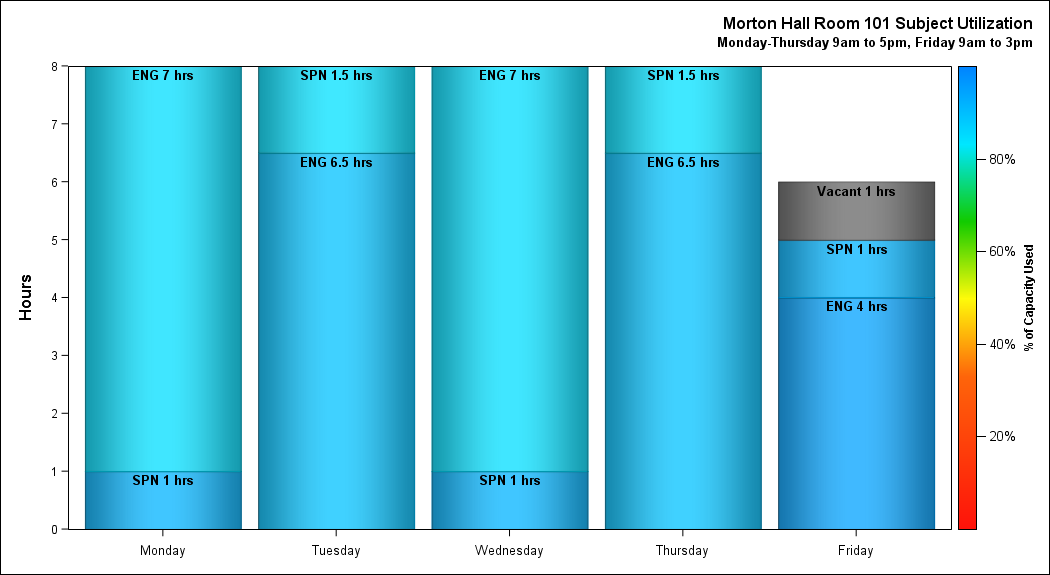 Morton Hall Room 101 Subject Utilization
Monday-Thursday 9am to 5pm, Friday 9am to 3pm
Hours
8
7
6
5
4
3
2
1
0
ENG 7 hrs
SPN 1 hrs
SPN 1.5 hrs
ENG 6.5 hrs
ENG 7 hrs
SPN 1 hrs
SPN 1.5 hrs
ENG 6.5 hrs
Vacant 1 hrs
SPN 1 hrs
ENG 4 hrs
Monday
Tuesday
Wednesday
Thursday
Friday
80%
60%
40%
20%
% of Capacity Used